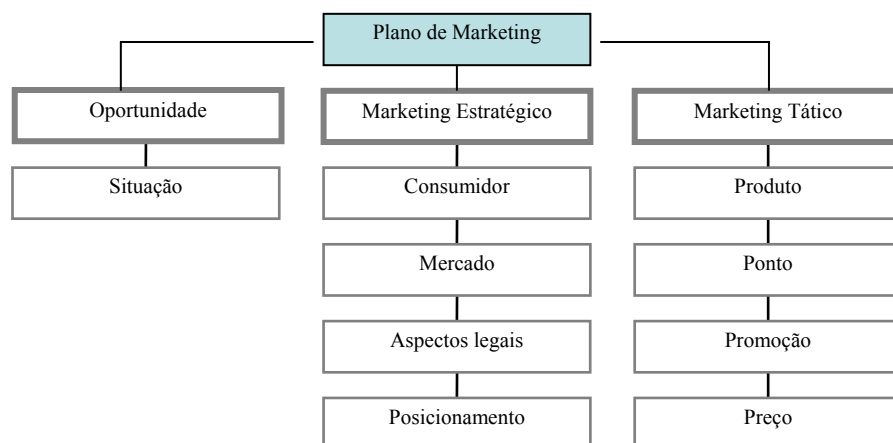 Plano de Marketing
Oportunidade
Marketing Estratégico
Marketing Tático
Situação
Consumidor
Produto
Mercado
Ponto
Aspectos legais
Promoção
Posicionamento
Preço